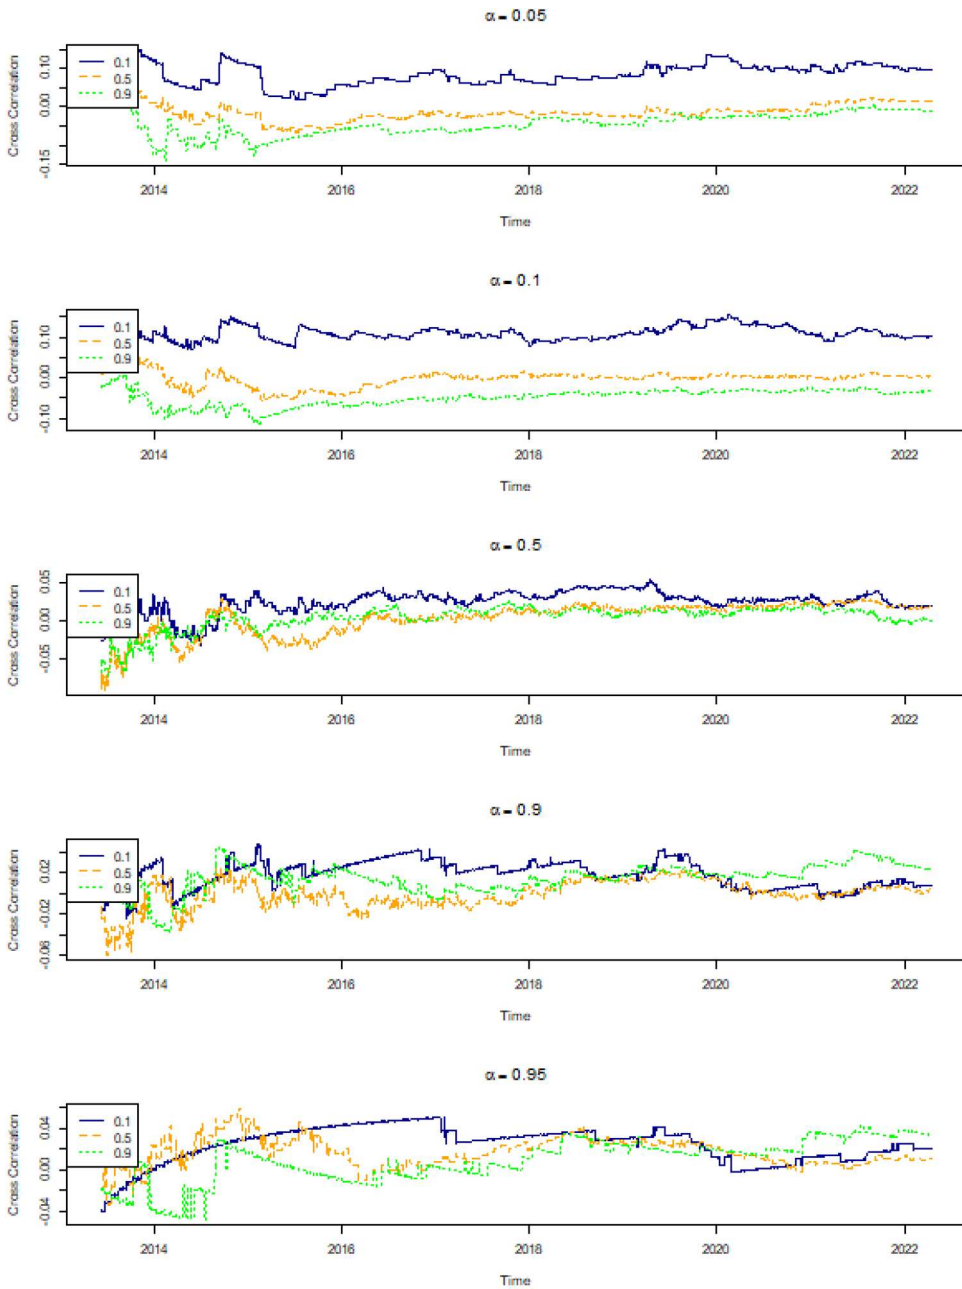 α = 0.05
Cross Correlation
0.10
0.00
-0.15
0.1
0.5
0.9
2014 2016 2018 2020 2022
Time
α = 0.1
Cross Correlation
0.10
0.00
-0.10
0.1
0.5
0.9
2014 2016 2018 2020 2022
Time
α = 0.5
Cross Correlation
0.05
0.00
-0.05
0.1
0.5
0.9
2014 2016 2018 2020 2022
Time
α = 0.9
Cross Correlation
0.02
-0.02
-0.06
0.1
0.5
0.9
2014 2016 2018 2020 2022
Time
α = 0.95
Cross Correlation
0.04
0.00
-0.04
0.1
0.5
0.9
2014 2016 2018 2020 2022
Time